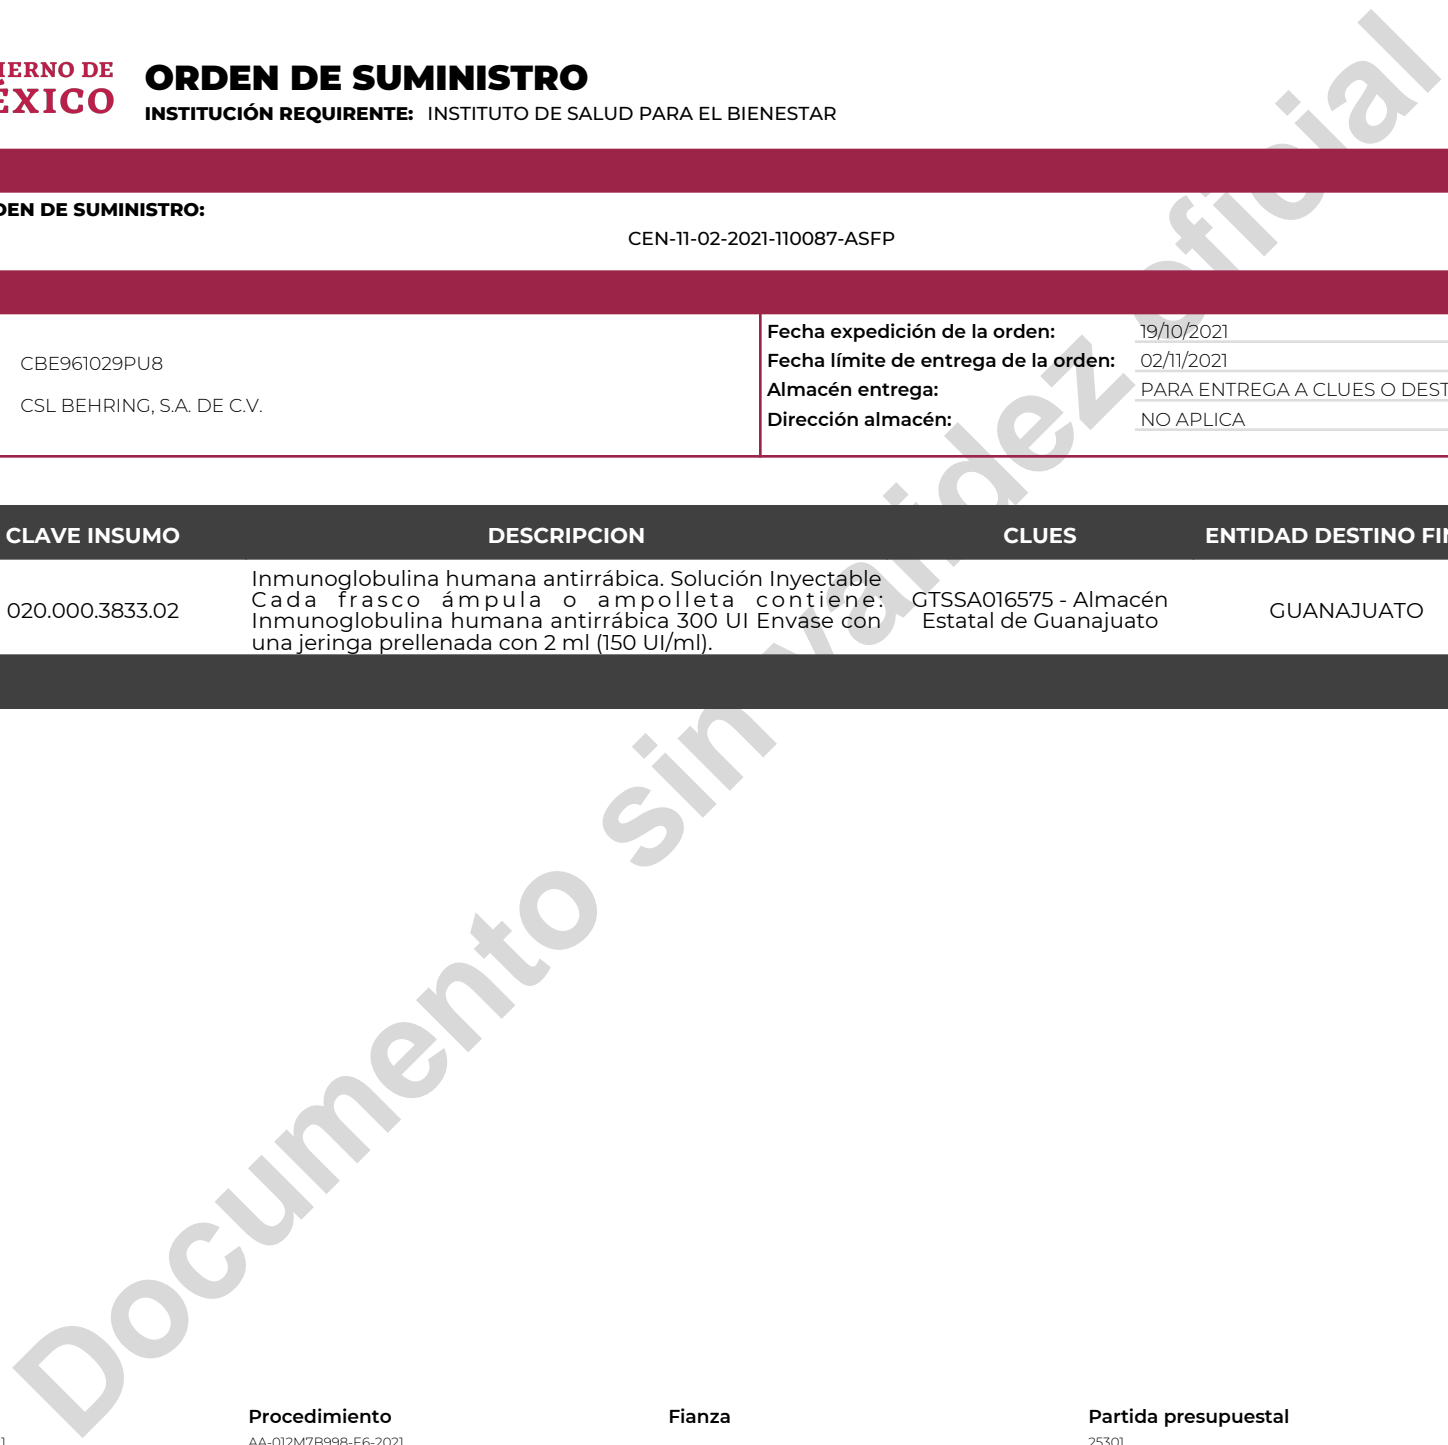 ORDEN DE SUMINISTRO
INSTITUCIÓN REQUIRENTE: INSTITUTO DE SALUD PARA EL BIENESTAR
DE
DE SUMINISTRO:
CEN-11-02-2021-110087-ASFP
CBE961029PU8
CSL BEHRING, S.A. DE C.V.
Fecha expedición de la orden: 19/10/2021
Fecha límite de entrega de la orden: 02/11/2021
Almacén entrega: PARA ENTREGA A CLUES O
Dirección almacén: NO APLICA
CLAVE INSUMO DESCRIPCION CLUES ENTIDAD DESTINO
020.000.3833.02
Inmunoglobulina humana antirrábica. Solución Inyectable
Cada frasco ámpula o ampolleta contiene:
Inmunoglobulina humana antirrábica 300 UI Envase con
una jeringa prellenada con 2 ml (150 UI/ml).
GTSSA016575 - Almacén
Estatal de Guanajuato
GUANAJUATO
Documento sin validez oficial
Procedimiento Fianza Partida presupuestal
AA-012M7B998-E6-2021 25301